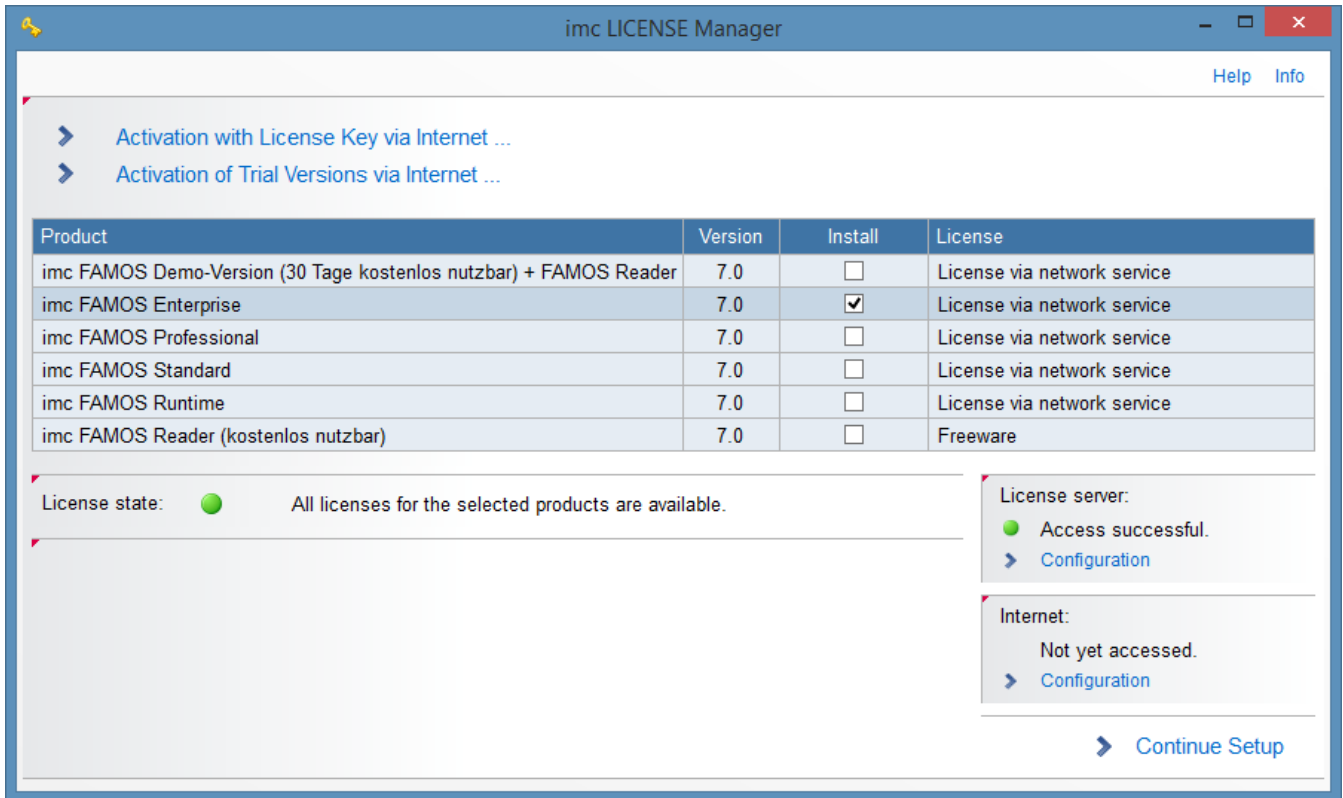 imc LICENSE Manager
Help Info
Activation with License Key via Internet ...
Activation of Trial Versions via Internet ...
Product Version Install License
imc FAMOS Demo-Version (30 Tage kostenlos nutzbar) + FAMOS Reader 7.0 License via network service
imc FAMOS Enterprise 7.0 License via network service
imc FAMOS Professional 7.0 License via network service
imc FAMOS Standard 7.0 License via network service
imc FAMOS Runtime 7.0 License via network service
imc FAMOS Reader (kostenlos nutzbar) 7.0 Freeware
License state: All licenses for the selected products are available.
License server:
Access successful.
Configuration
Internet:
Not yet accessed.
Configuration
Continue Setup